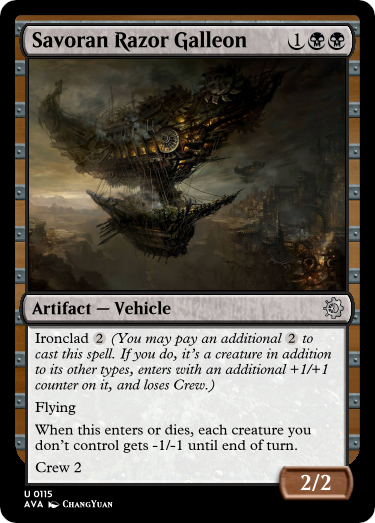 Savoran Razor Galleon 1
Artifact — Vehicle
Ironclad 2 (You may pay an additional 2 to
cast this spell. If you do, it's a creature in addition
to its other types, enters with an additional +1/+1
counter on it, and loses Crew.)
Flying
When this enters or dies, each creature you
don't control gets -1/-1 until end of turn.
Crew 2
2/2
U 0115
AVA ChangYuan